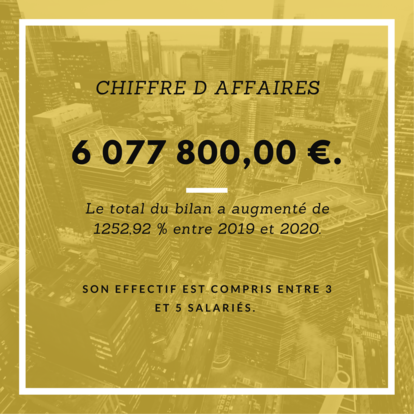 CHIFFRE D AFFAIRES
6 077 800,00 €.
Le total du bilan a augmenté de
1252,92 % entre 2019 et 2020
SON EFFECTIF EST COMPRIS ENTRE 3
ET 5 SALARIÉS.